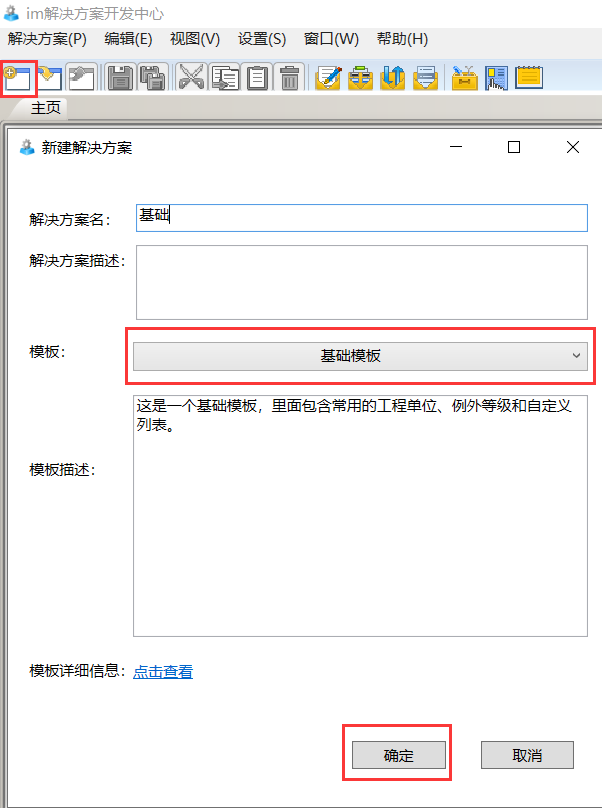 im解决方案开发中心
解决方案(P) 编辑(E) 视图(V) 设置(S) 窗口(W) 帮助(H)
主页
新建解决方案
解决方案名：
基础
解决方案描述：
模板：
基础模板
这是一个基础模板，里面包含常用的工程单位、例外等级和自定义
列表。
模板描述：
模板详细信息：点击查看
确定 取消